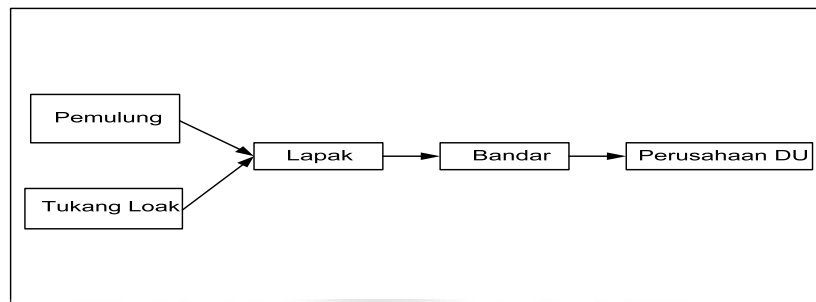 Pemulung
Tukang Loak
Lapak
Bandar
Perusahaan DU